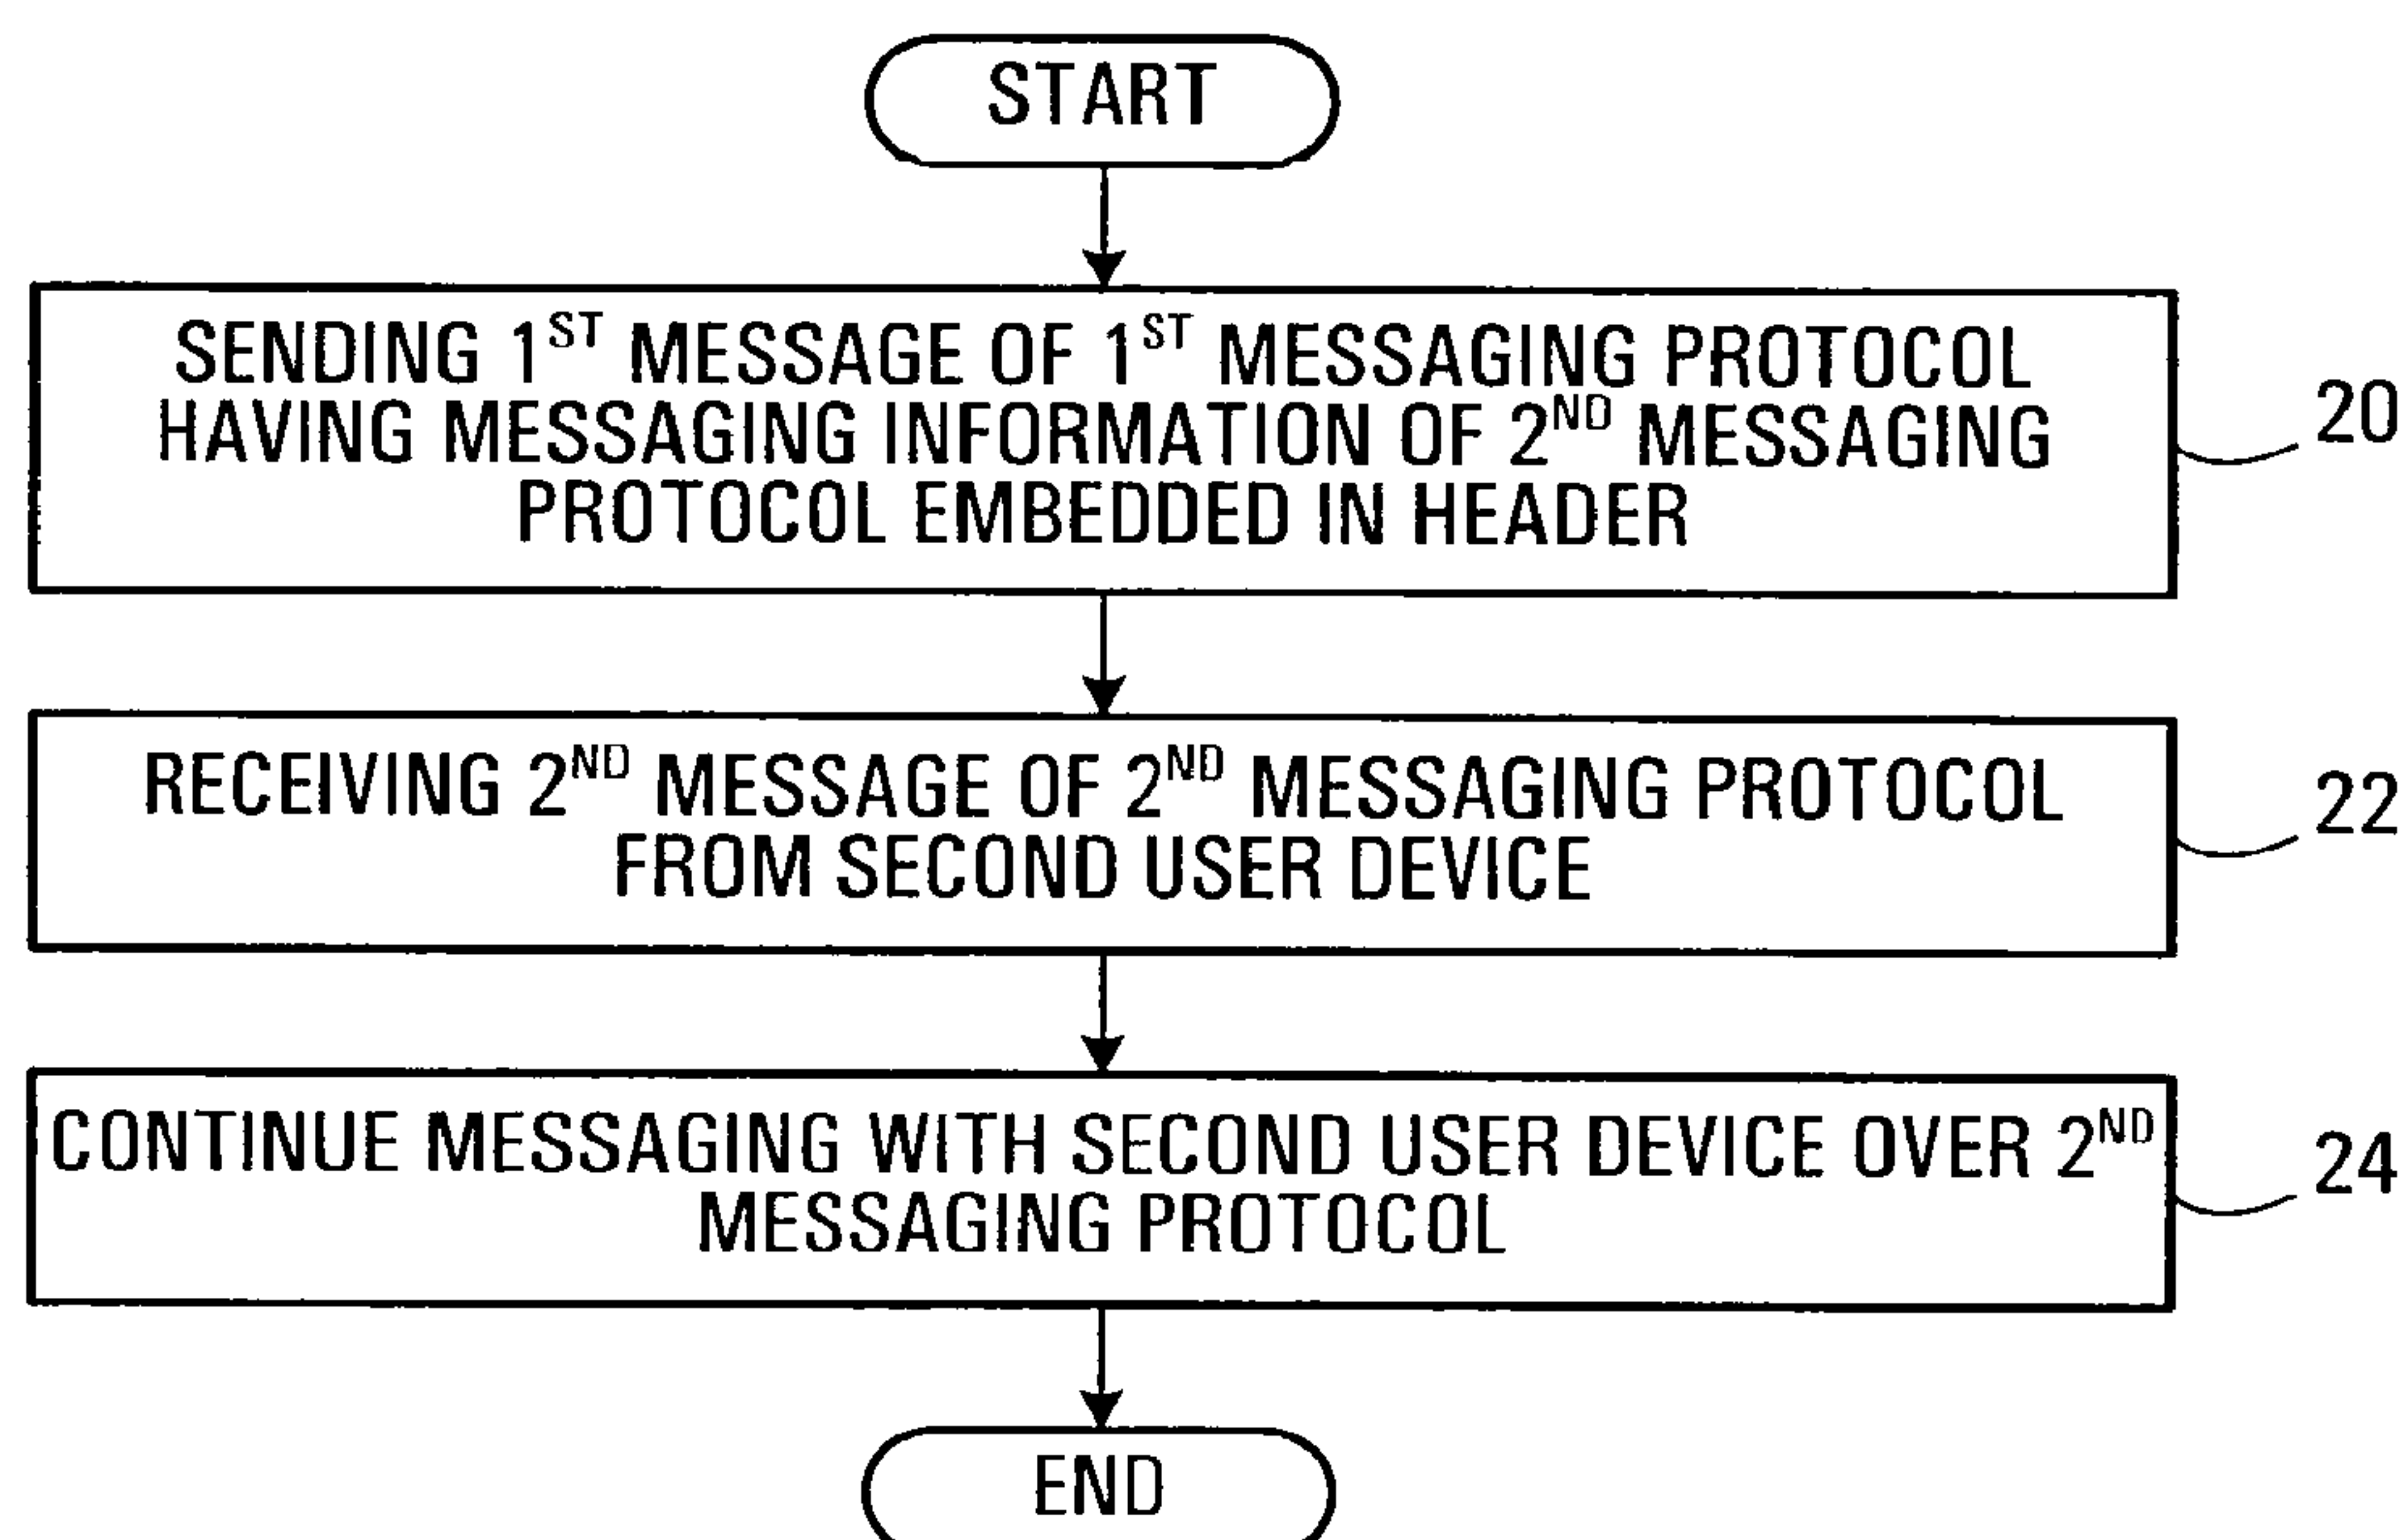 START
SENDING 1ST MESSAGE OF 1ST MESSAGING PROTOCOL
HAVING MESSAGING INFORMATION OF 2ND MESSAGING
PROTOCOL EMBEDDED IN HEADER
20
RECEIVING 2ND MESSAGE OF 2ND MESSAGING PROTOCOL
FROM SECOND USER DEVICE
22
CONTINUE MESSAGING WITH SECOND USER DEVICE OVER 2ND
MESSAGING PROTOCOL
24
END